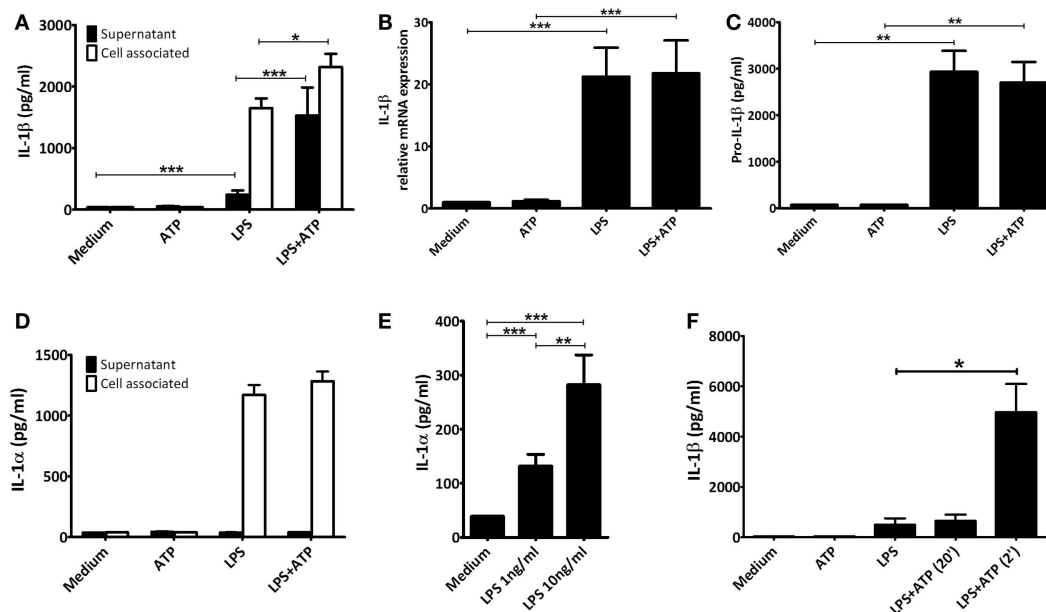 A
IL-1β (pg/ml)
3000
2000
1000
0
Supernatant
Cell associated
***
***
*
Medium
ATP
LPS
LPS+ATP
B
IL-1β
relative mRNA expression
30
20
10
0
***
***
Medium
ATP
LPS
LPS+ATP
C
Pro-IL-1β (pg/ml)
4000
3000
2000
1000
0
**
**
Medium
ATP
LPS
LPS+ATP
D
IL-1α (pg/ml)
1500
1000
500
0
Supernatant
Cell associated
Medium
ATP
LPS
LPS+ATP
E
IL-1α (pg/ml)
400
300
200
100
0
***
***
**
Medium
LPS 1ng/ml
LPS 10ng/ml
F
IL-1β (pg/ml)
8000
6000
4000
2000
0
*
Medium
ATP
LPS
LPS+ATP (20')
LPS+ATP (2')